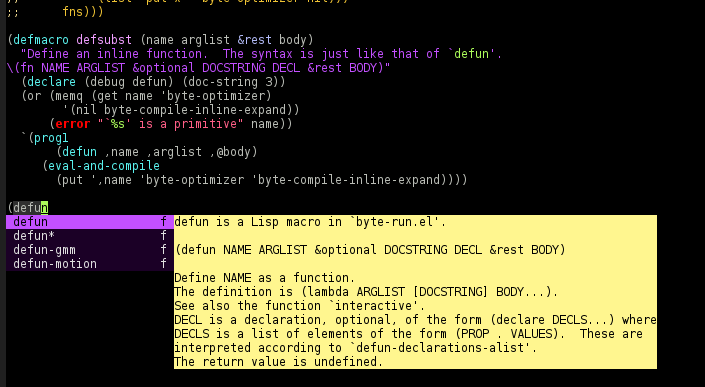 ;;      fns)))
(defmacro defsubst (name arglist &rest body)
  "Define an inline function.  The syntax is just like that of `defun'.
\(fn NAME ARGLIST &optional DOCSTRING DECL &rest BODY)"
  (declare (debug defun) (doc-string 3))
  (or (memq (get name 'byte-optimizer)
        '(nil byte-compile-inline-expand))
      (error "`%s' is a primitive" name))
  `(prog1
       (defun ,name ,arglist ,@body)
     (eval-and-compile
       (put ',name 'byte-optimizer 'byte-compile-inline-expand))))
(defun
defun f
defun* f
defun-gmm f
defun-motion f
defun is a Lisp macro in `byte-run.el'.
(defun NAME ARGLIST &optional DOCSTRING DECL &rest BODY)
Define NAME as a function.
The definition is (lambda ARGLIST [DOCSTRING] BODY...).
See also the function `interactive'.
DECL is a declaration, optional, of the form (declare DECLS...) where
DECLS is a list of elements of the form (PROP . VALUES).  These are
interpreted according to `defun-declarations-alist'.
The return value is undefined.